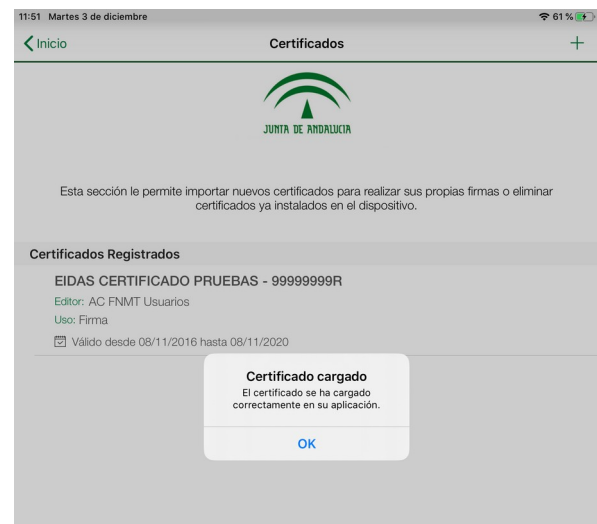 11:51 Martes 3 de diciembre 61 %
Inicio Certificados +
JUNTA DE ANDALUCIA
Esta sección le permite importar nuevos certificados para realizar sus propias firmas o eliminar
certificados ya instalados en el dispositivo.
Certificados Registrados
EIDAS CERTIFICADO PRUEBAS - 99999999R
Editor: AC FNMT Usuarios
Uso: Firma
Válido desde 08/11/2016 hasta 08/11/2020
Certificado cargado
El certificado se ha cargado
correctamente en su aplicación.
OK